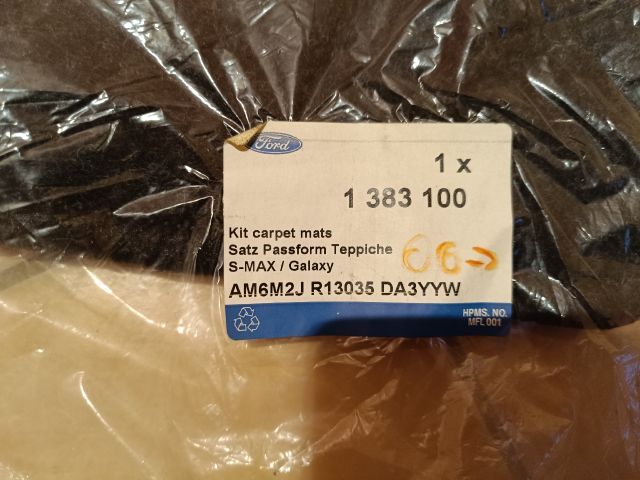 Ford
1 x
1 383 100
Kit carpet mats
Satz Passform Teppiche
S-MAX / Galaxy
06→
AM6M2J R13035 DA3YYW
HPMS. NO.
MFL 001